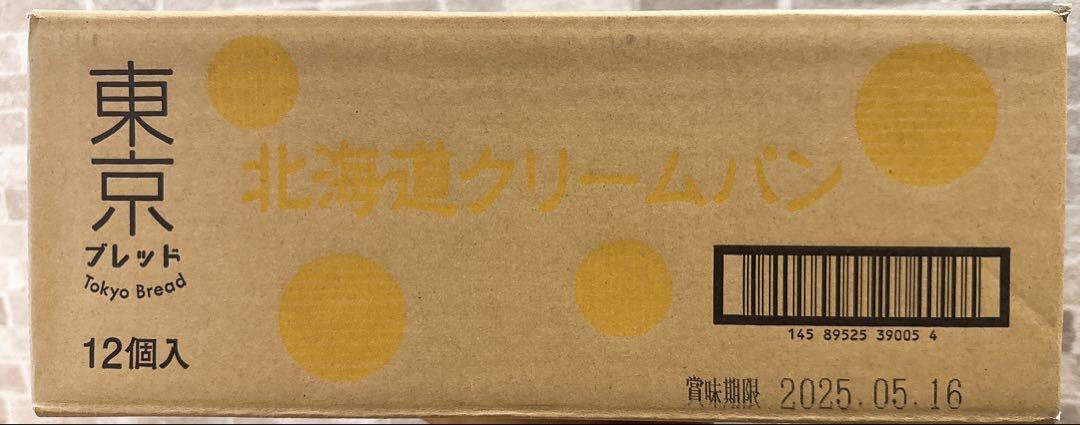 東京
ブレッド
Tokyo Bread
12個入
北海道クリームパン
145 89525 39005 4
賞味期限 2025.05.16